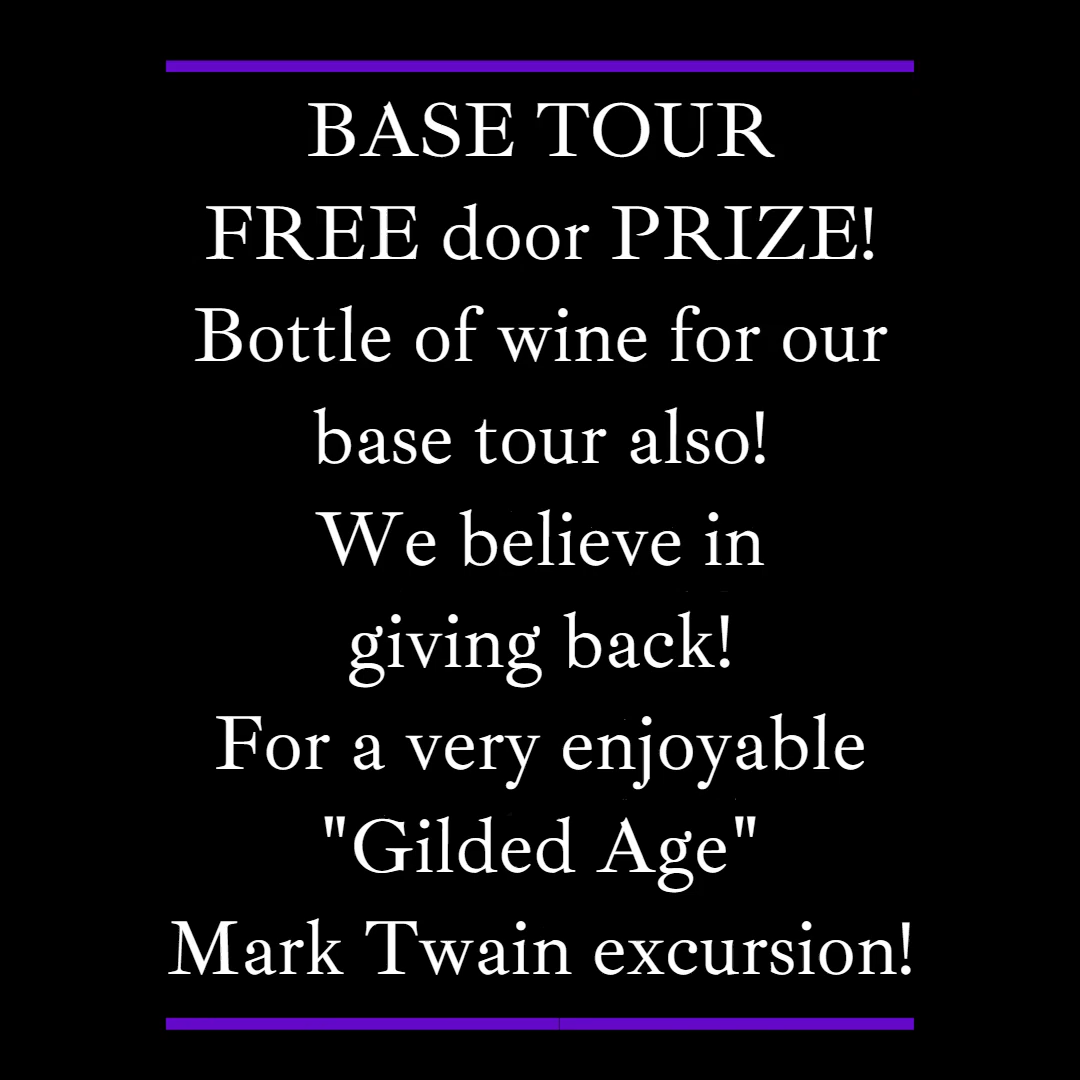 BASE TOUR
FREE door PRIZE!
Bottle of wine for our
base tour also!
We believe in
giving back!
For a very enjoyable
"Gilded Age"
Mark Twain excursion!